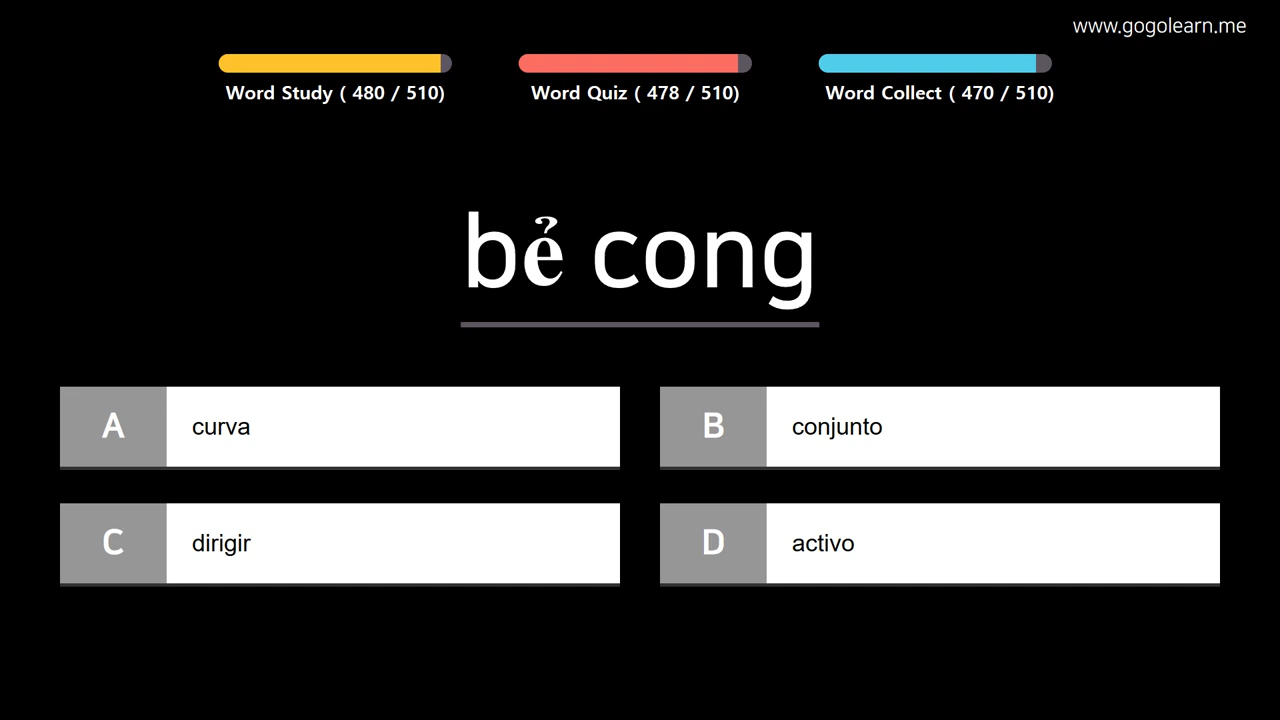 www.gogolearn.me
Word Study ( 480 / 510)
Word Quiz ( 478 / 510)
Word Collect ( 470 / 510)
bẻ cong
A curva
B conjunto
C dirigir
D activo